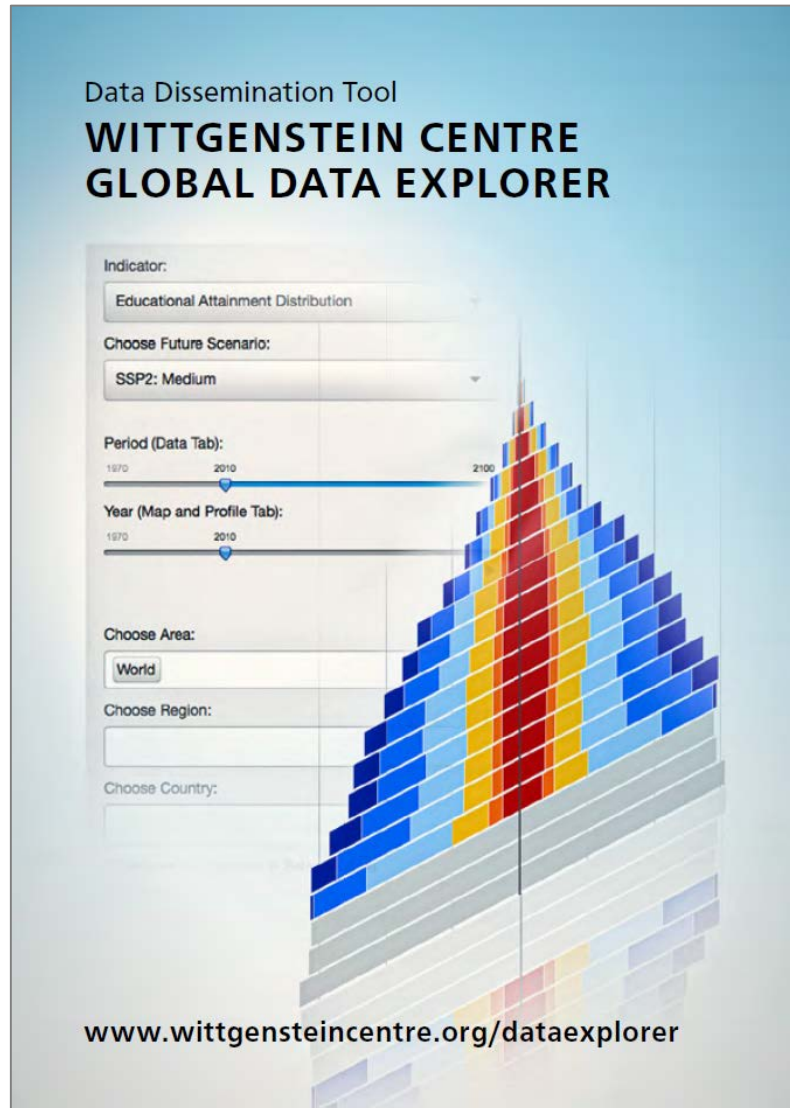 Data Dissemination Tool
WITTGENSTEIN CENTRE
GLOBAL DATA EXPLORER
Indicator:
Educational Attainment Distribution
Choose Future Scenario:
SSP2: Medium
Period (Data Tab):
1970 2010 2100
Year (Map and Profile Tab):
1970 2010
Choose Area:
World
Choose Region:
Choose Country:
www.wittgensteincentre.org/dataexplorer